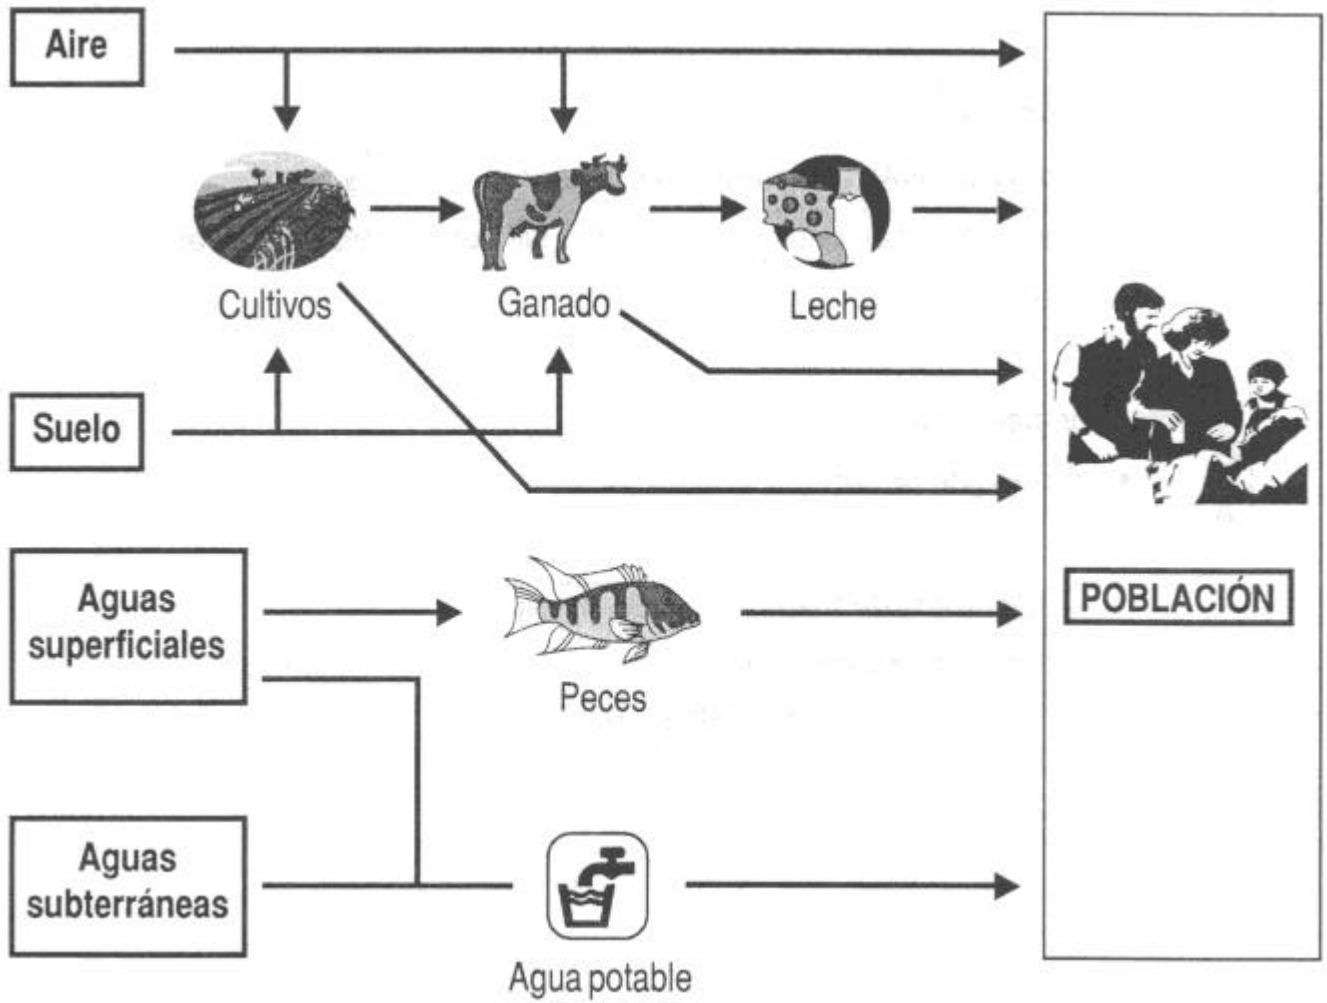 Aire
Cultivos
Ganado
Leche
Suelo
Aguas
superficiales
Peces
POBLACIÓN
Aguas
subterráneas
Agua potable